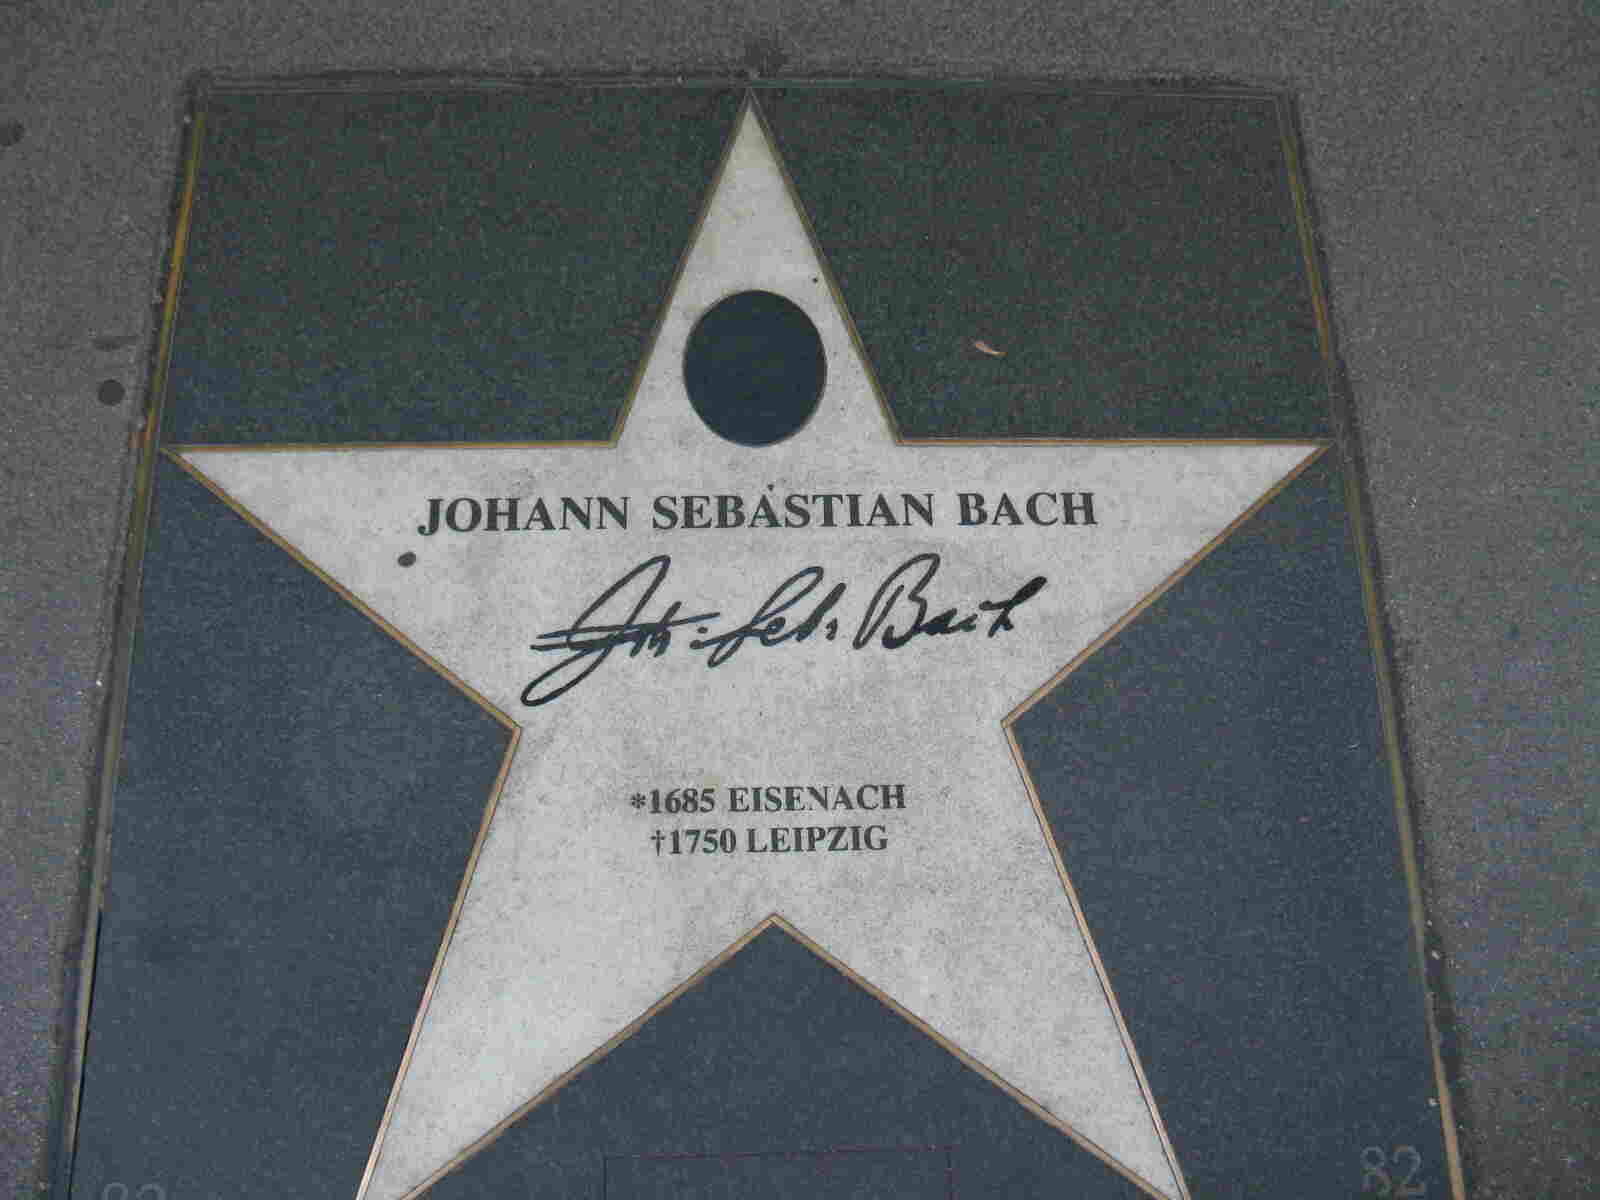 JOHANN SEBASTIAN BACH
Joh. Seb. Bach
*1685 EISENACH
†1750 LEIPZIG
82